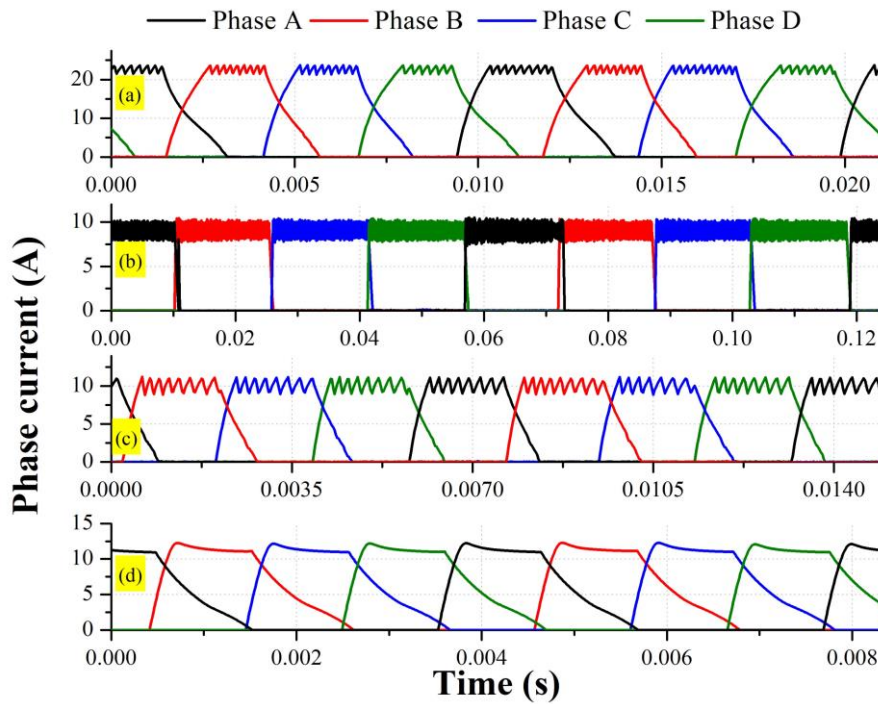 Phase A Phase B Phase C Phase D
Phase current (A)
20
10
0
(a)
0.000 0.005 0.010 0.015 0.020
10
5
0
(b)
0.00 0.02 0.04 0.06 0.08 0.10 0.12
10
5
0
(c)
0.0000 0.0035 0.0070 0.0105 0.0140
15
10
5
0
(d)
0.000 0.002 0.004 0.006 0.008
Time (s)